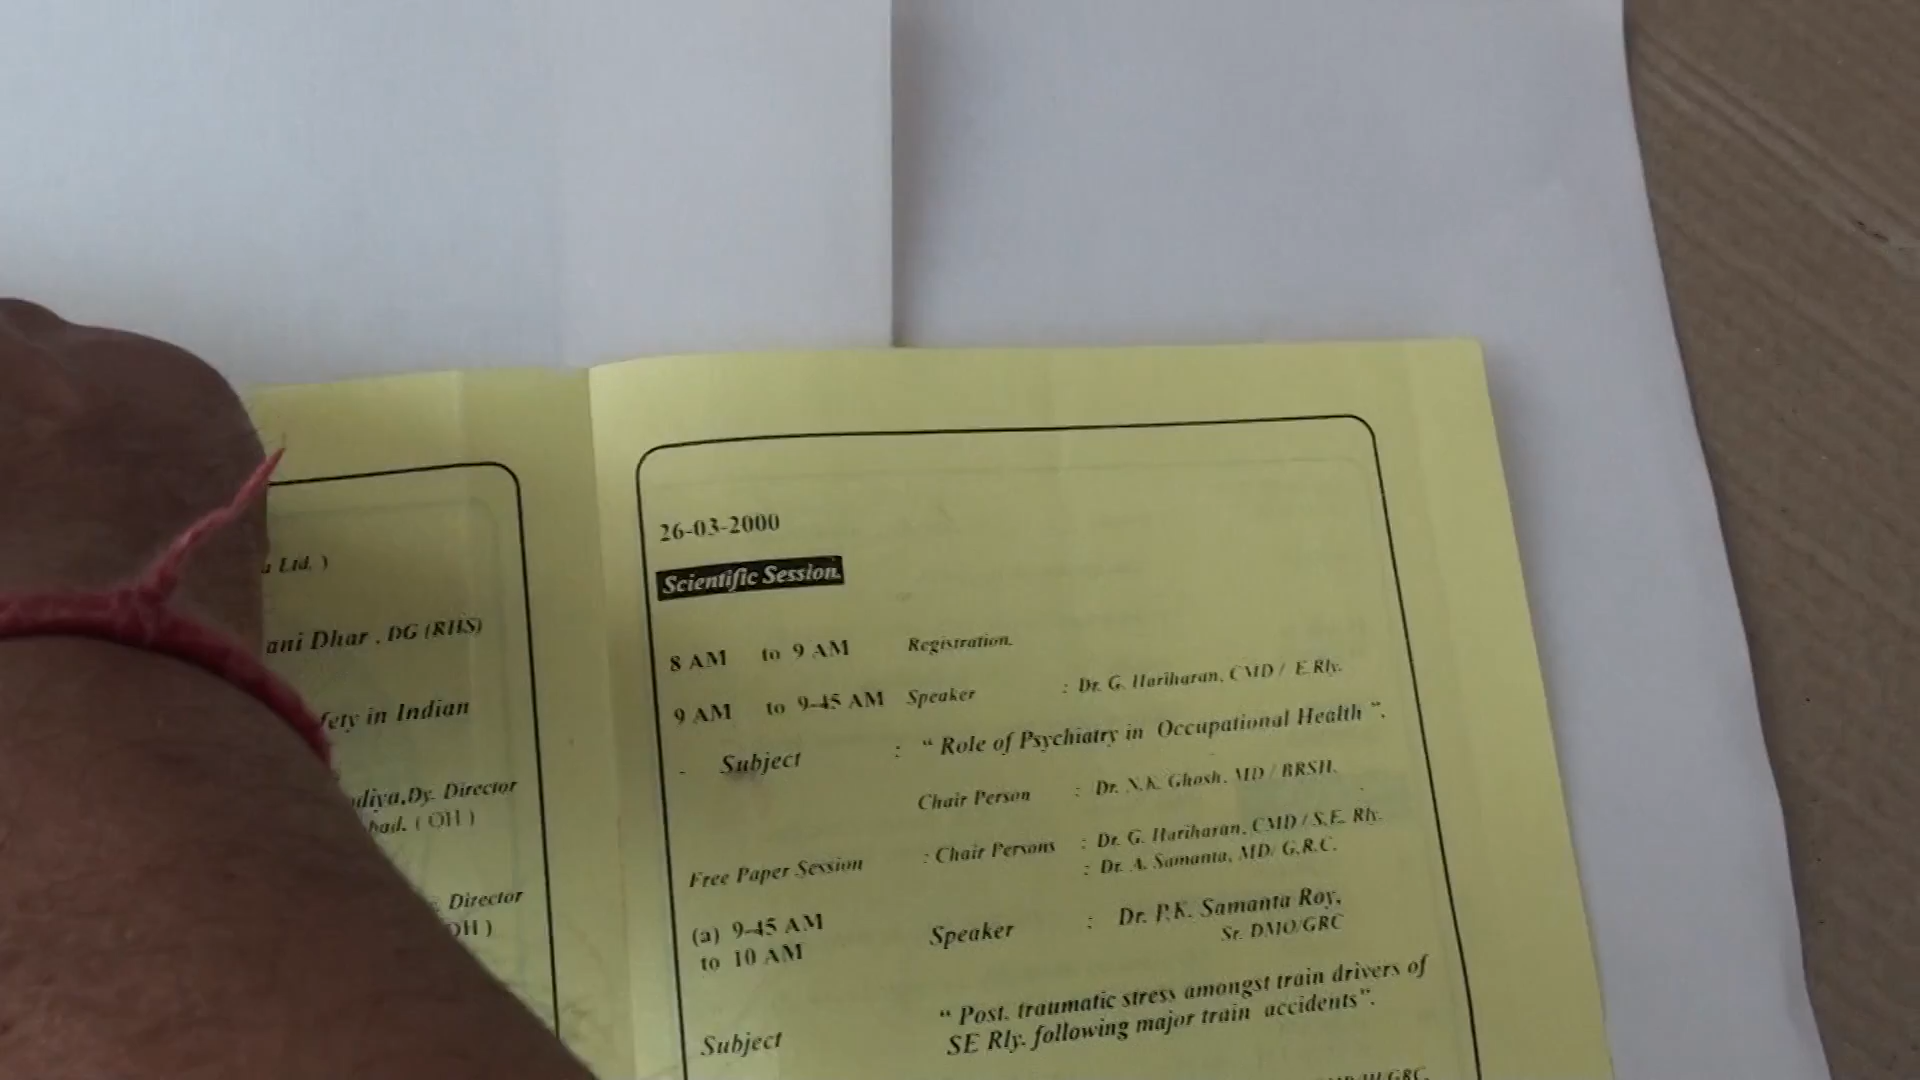 Ltd. )
Dhar . DG (RHS)
in Indian
Dy. Director
( OH )
Director
OH )
26-03-2000
Scientific Session.
8 AM to 9 AM Registration.
9 AM to 9-45 AM Speaker : Dr. G. Hariharan, CMD / E.Rly.
- Subject : “ Role of Psychiatry in Occupational Health ”.
Chair Person : Dr. N.K. Ghosh, MD / BRSH.
Free Paper Session : Chair Persons : Dr. G. Hariharan, CMD / S.E. Rly.
: Dr. A. Samanta, MD/ G.R.C.
(a) 9-45 AM
to 10 AM Speaker : Dr. P.K. Samanta Roy,
Sr. DMO/GRC
Subject “ Post. traumatic stress amongst train drivers of
SE Rly. following major train accidents”.